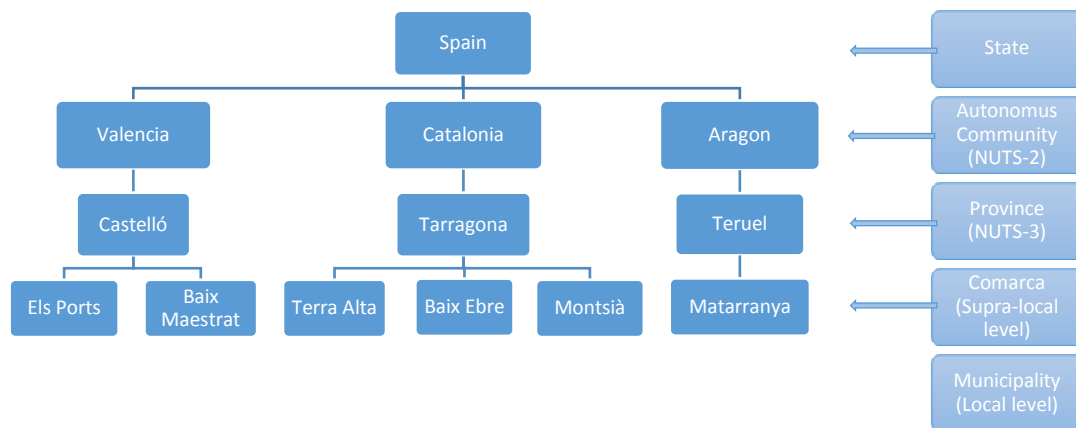 Spain
State
Valencia
Catalonia
Aragon
Autonomus
Community
(NUTS-2)
Castelló
Tarragona
Teruel
Province
(NUTS-3)
Els Ports
Baix
Maestrat
Terra Alta
Baix Ebre
Montsià
Matarranya
Comarca
(Supra-local
level)
Municipality
(Local level)